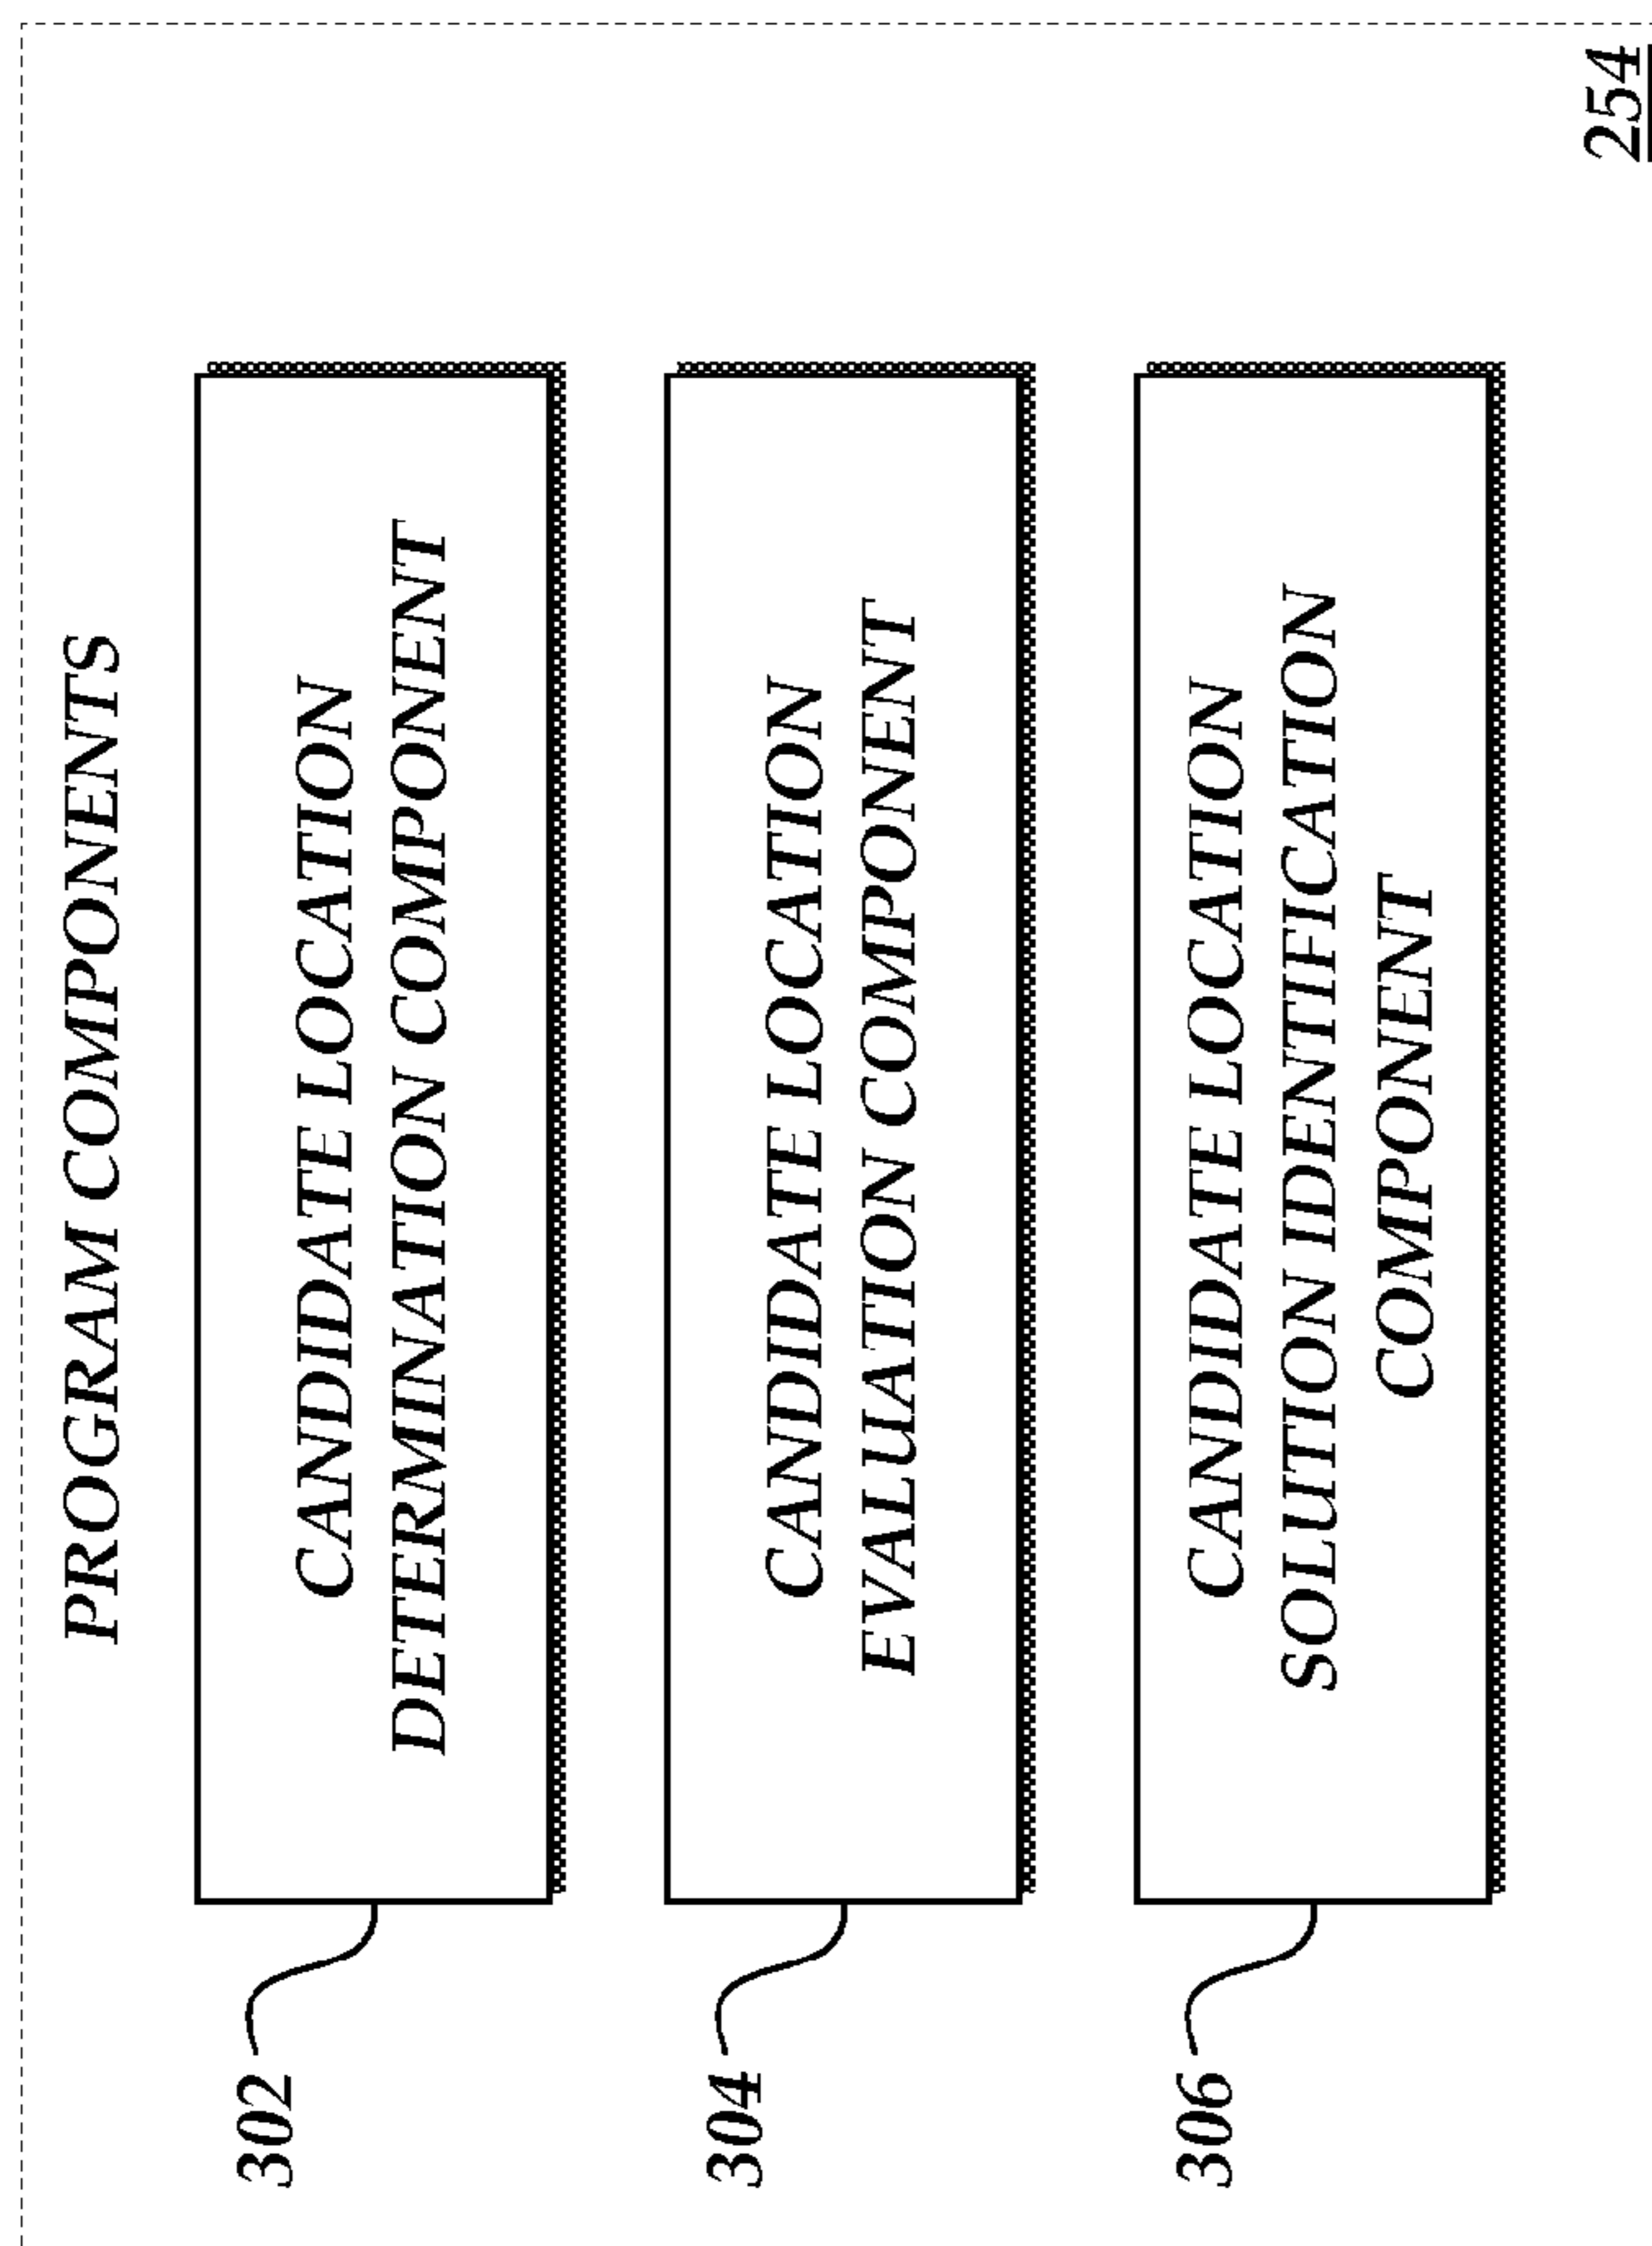 PROGRAM COMPONENTS
302
CANDIDATE LOCATION
DETERMINATION COMPONENT
304
CANDIDATE LOCATION
EVALUATION COMPONENT
306
CANDIDATE LOCATION
SOLUTION IDENTIFICATION
COMPONENT
254